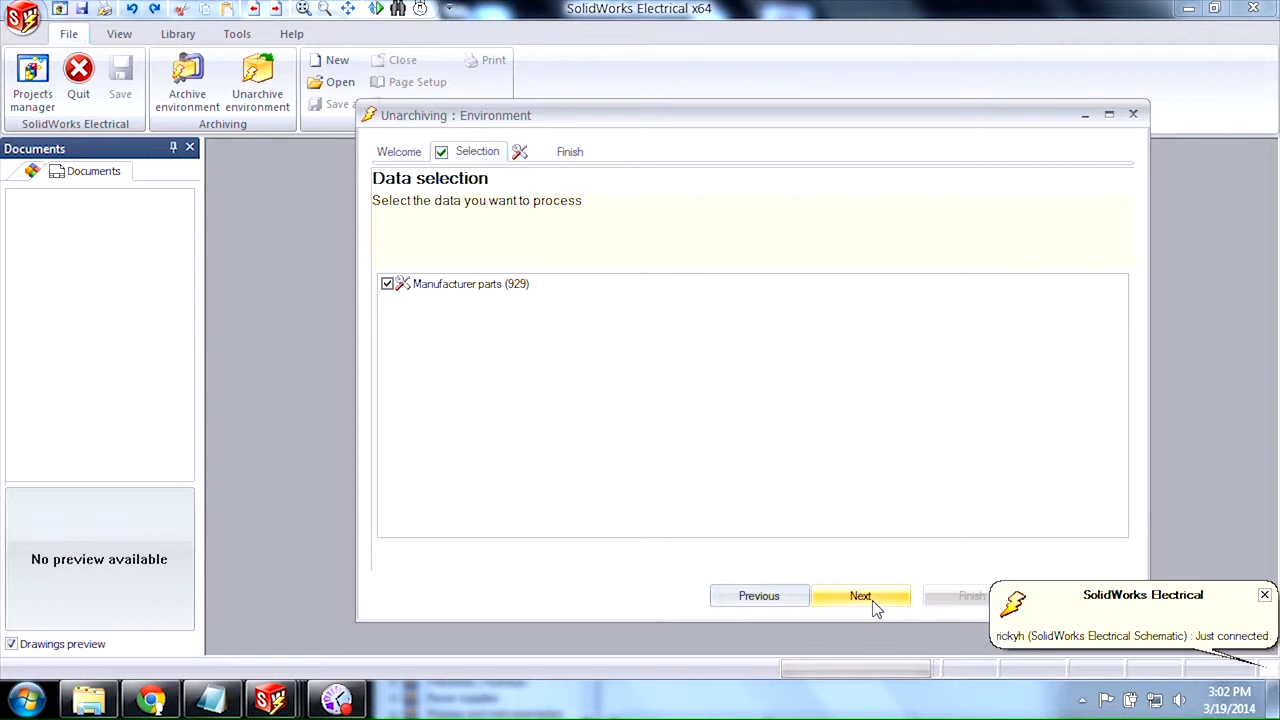 SolidWorks Electrical x64
File View Library Tools Help
New Close Print
Open Page Setup
Save
Projects manager Quit Save Archive environment Unarchive environment
SolidWorks Electrical Archiving
Unarchiving : Environment
Documents
Documents
Welcome Selection Finish
Data selection
Select the data you want to process
Manufacturer parts (929)
No preview available
Previous Next Finish
SolidWorks Electrical
rickyh (SolidWorks Electrical Schematic) : Just connected.
Drawings preview
3:02 PM
3/19/2014